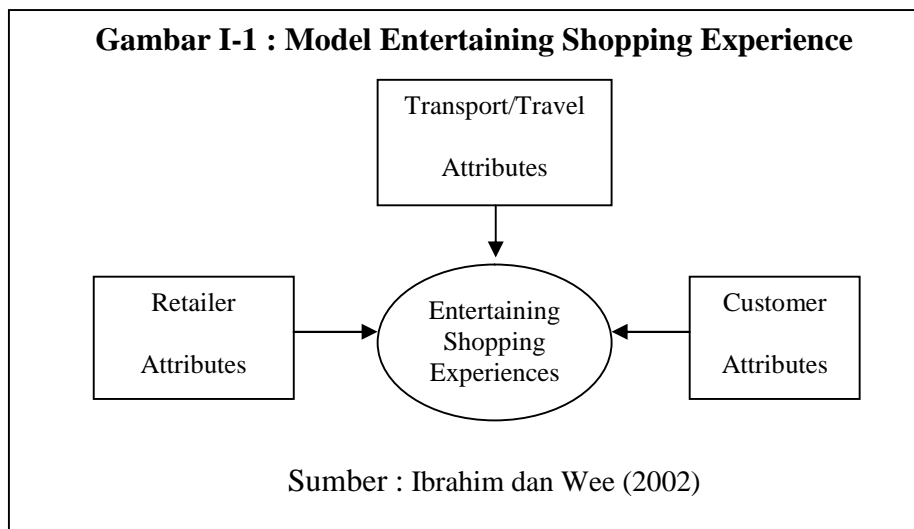 Gambar I-1 : Model Entertaining Shopping Experience
Transport/Travel
Attributes
Retailer
Attributes
Entertaining
Shopping
Experiences
Customer
Attributes
Sumber : Ibrahim dan Wee (2002)